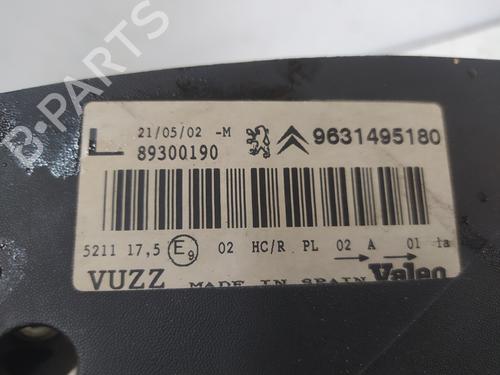 B-PARTS
L 21/05/02 -M 9631495180
89300190
5211 17,5 E9 02 HC/R PL 02 A 01 1a
VUZZ MADE IN SPAIN Valeo